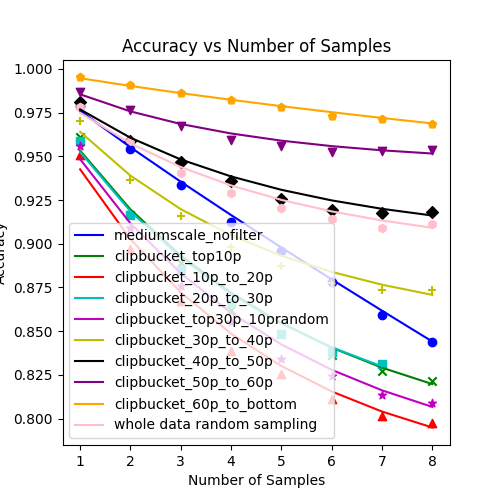 Accuracy vs Number of Samples
1.000
0.975
0.950
0.925
0.900
0.875
0.850
0.825
0.800
Accuracy
mediumscale_nofilter
clipbucket_top10p
clipbucket_10p_to_20p
clipbucket_20p_to_30p
clipbucket_top30p_10prandom
clipbucket_30p_to_40p
clipbucket_40p_to_50p
clipbucket_50p_to_60p
clipbucket_60p_to_bottom
whole data random sampling
1 2 3 4 5 6 7 8
Number of Samples